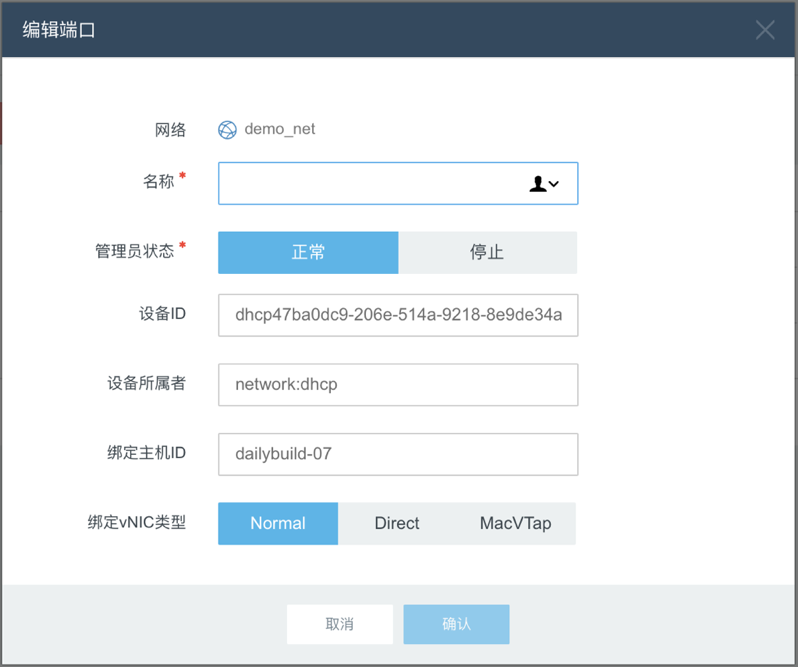 编辑端口
网络 demo_net
名称 *
管理员状态 * 正常 停止
设备ID dhcp47ba0dc9-206e-514a-9218-8e9de34a
设备所属者 network:dhcp
绑定主机ID dailybuild-07
绑定vNIC类型 Normal Direct MacVTap
取消 确认